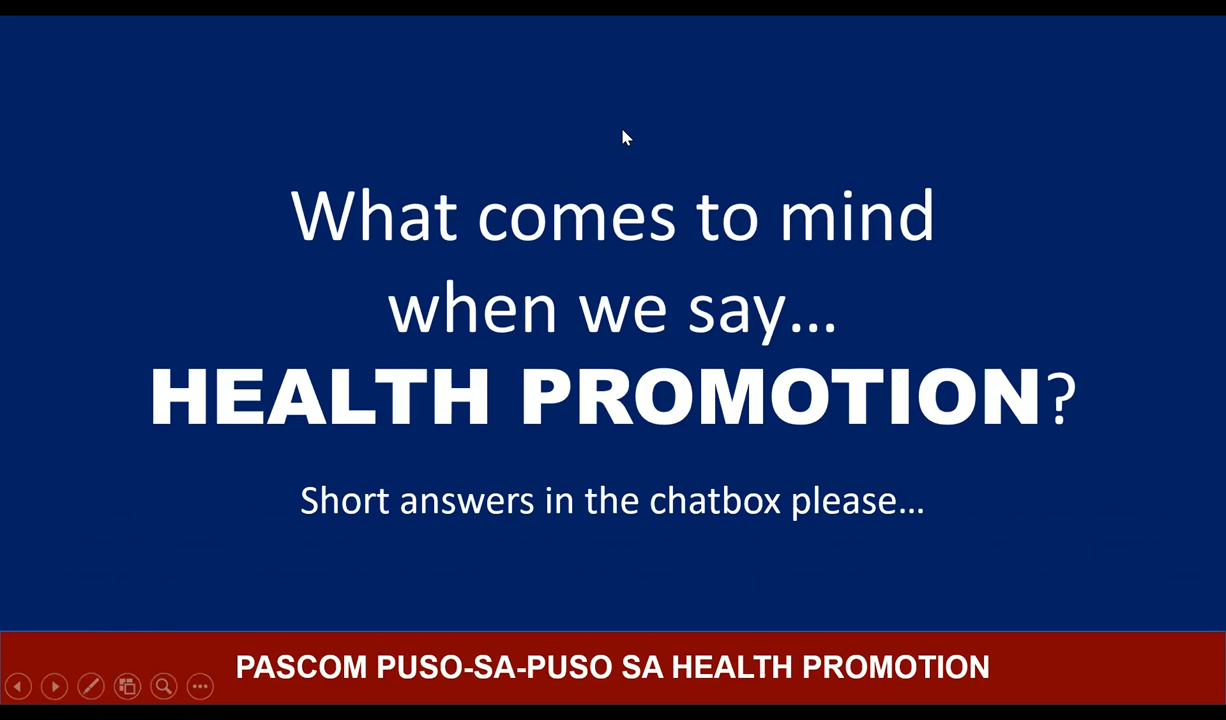 What comes to mind
when we say...
HEALTH PROMOTION?
Short answers in the chatbox please...
PASCOM PUSO-SA-PUSO SA HEALTH PROMOTION